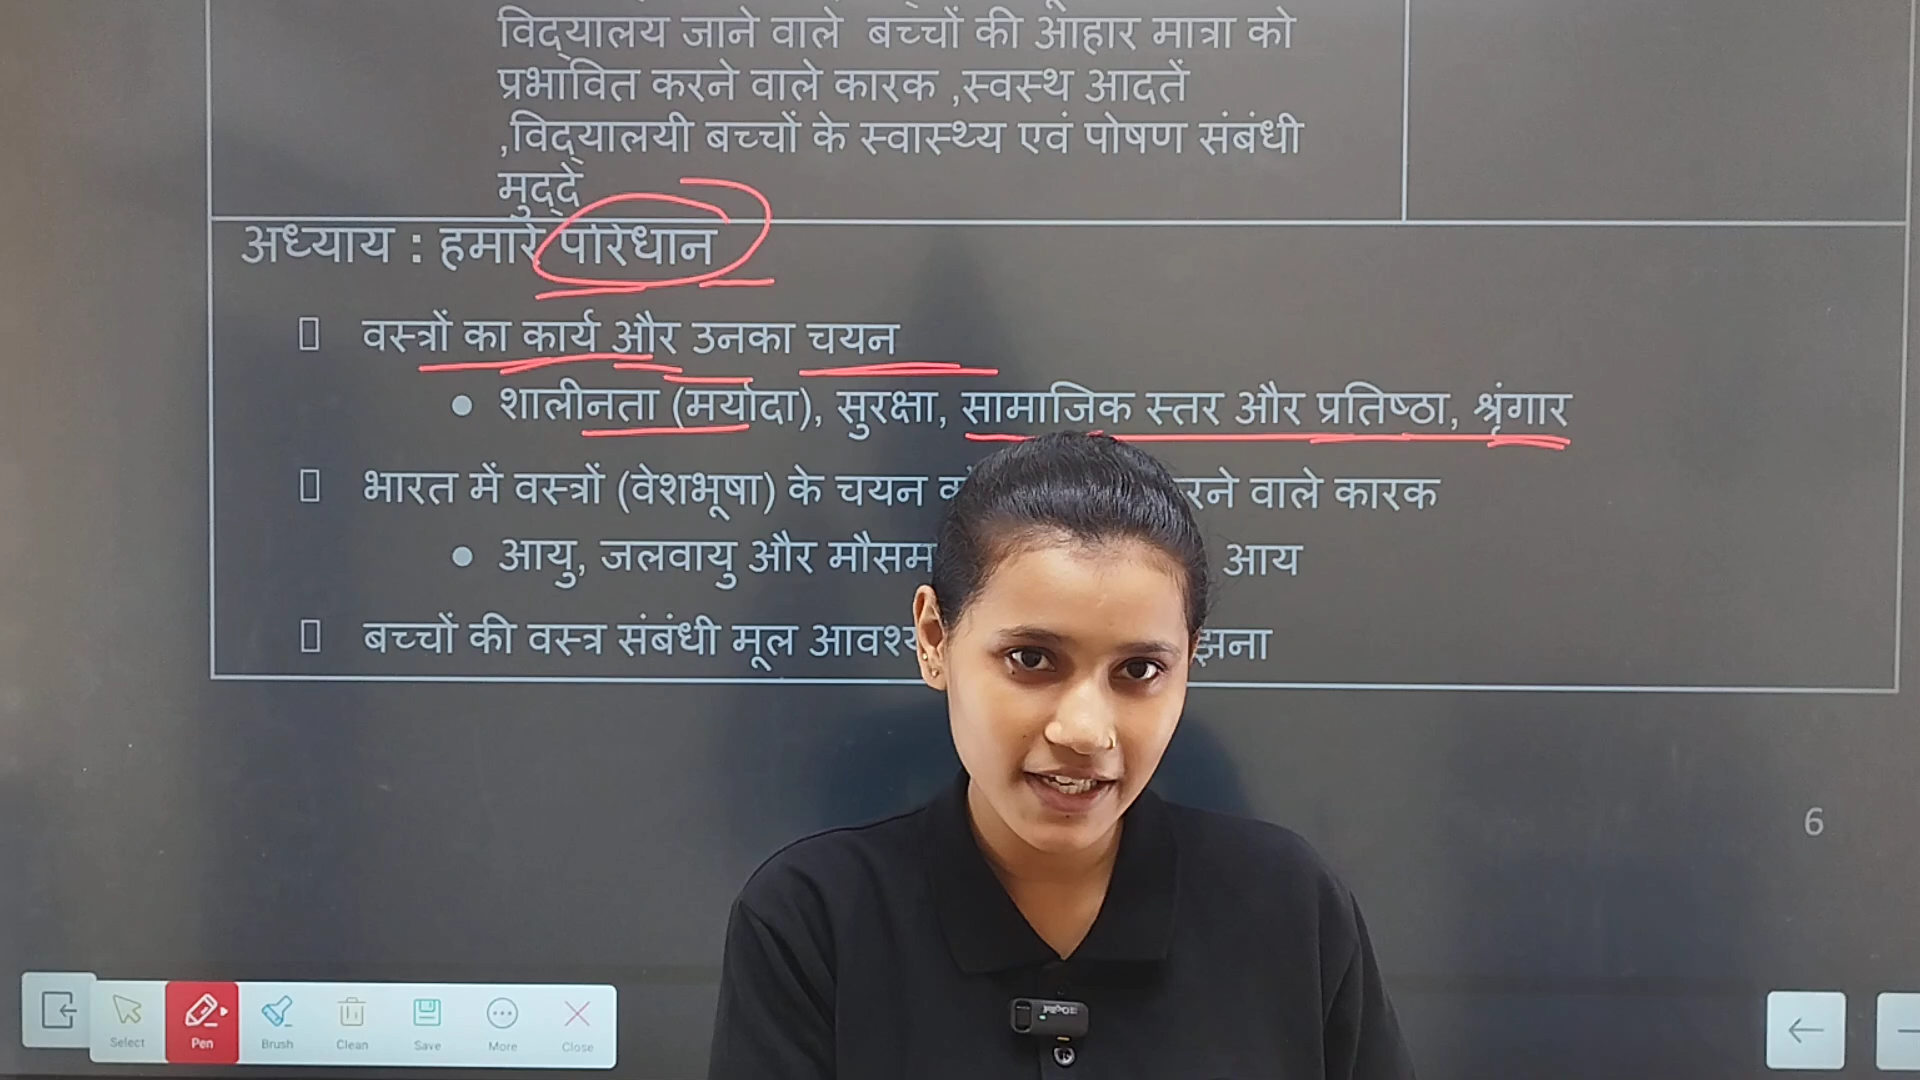 विद्यालय जाने वाले बच्चों की आहार मात्रा को
प्रभावित करने वाले कारक ,स्वस्थ आदतें
,विद्यालयी बच्चों के स्वास्थ्य एवं पोषण संबंधी
मुद्दे
अध्याय : हमारे परिधान
वस्त्रों का कार्य और उनका चयन
• शालीनता (मर्यादा), सुरक्षा, सामाजिक स्तर और प्रतिष्ठा, श्रृंगार
भारत में वस्त्रों (वेशभूषा) के चयन वाले कारक
• आयु, जलवायु और मौसम आय
बच्चों की वस्त्र संबंधी मूल
6
Select Pen Brush Clean Save More Close